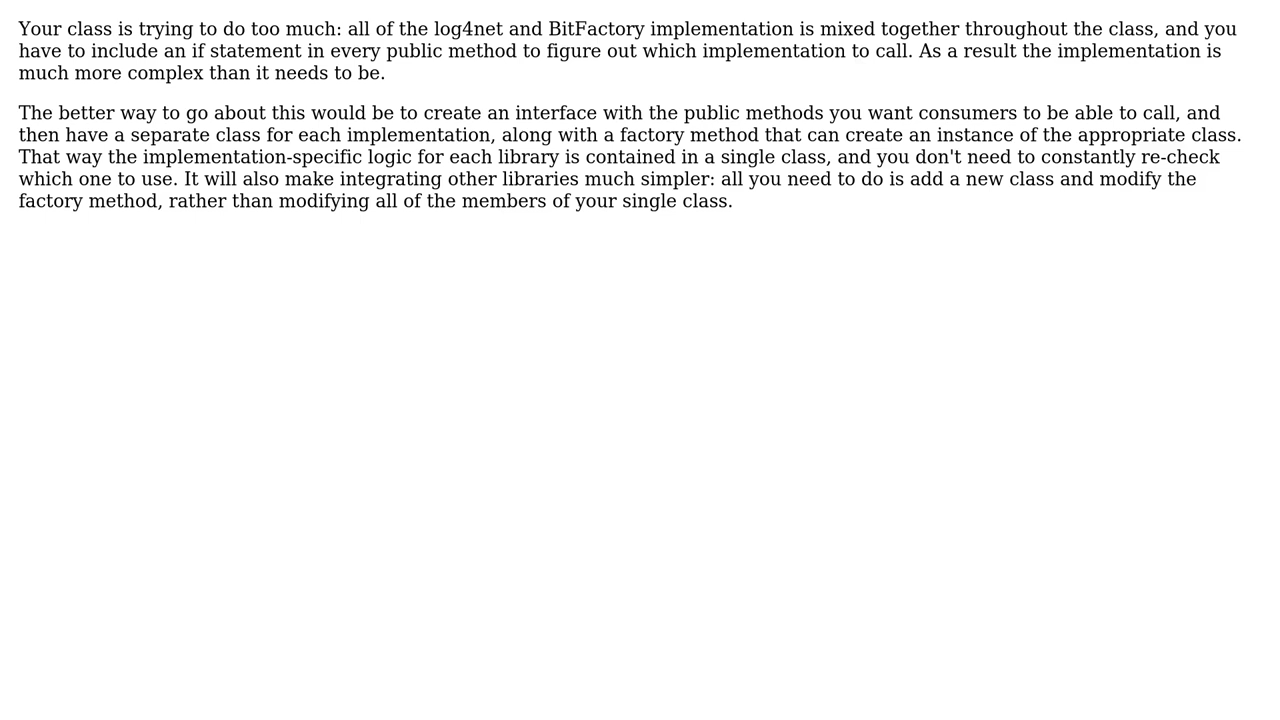 Your class is trying to do too much: all of the log4net and BitFactory implementation is mixed together throughout the class, and you
have to include an if statement in every public method to figure out which implementation to call. As a result the implementation is
much more complex than it needs to be.
The better way to go about this would be to create an interface with the public methods you want consumers to be able to call, and
then have a separate class for each implementation, along with a factory method that can create an instance of the appropriate class.
That way the implementation-specific logic for each library is contained in a single class, and you don't need to constantly re-check
which one to use. It will also make integrating other libraries much simpler: all you need to do is add a new class and modify the
factory method, rather than modifying all of the members of your single class.